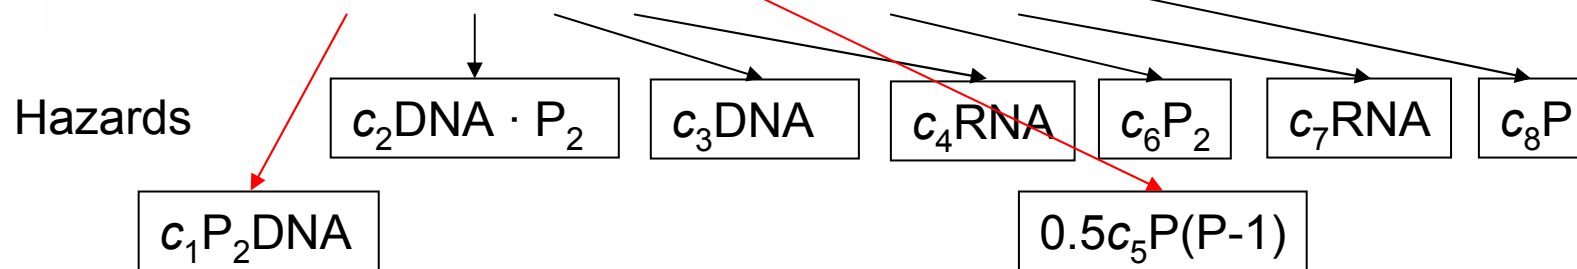 Hazards c₂DNA · P₂ c₃DNA c₄RNA c₆P₂ c₇RNA c₈P
c₁P₂DNA 0.5c₅P(P-1)